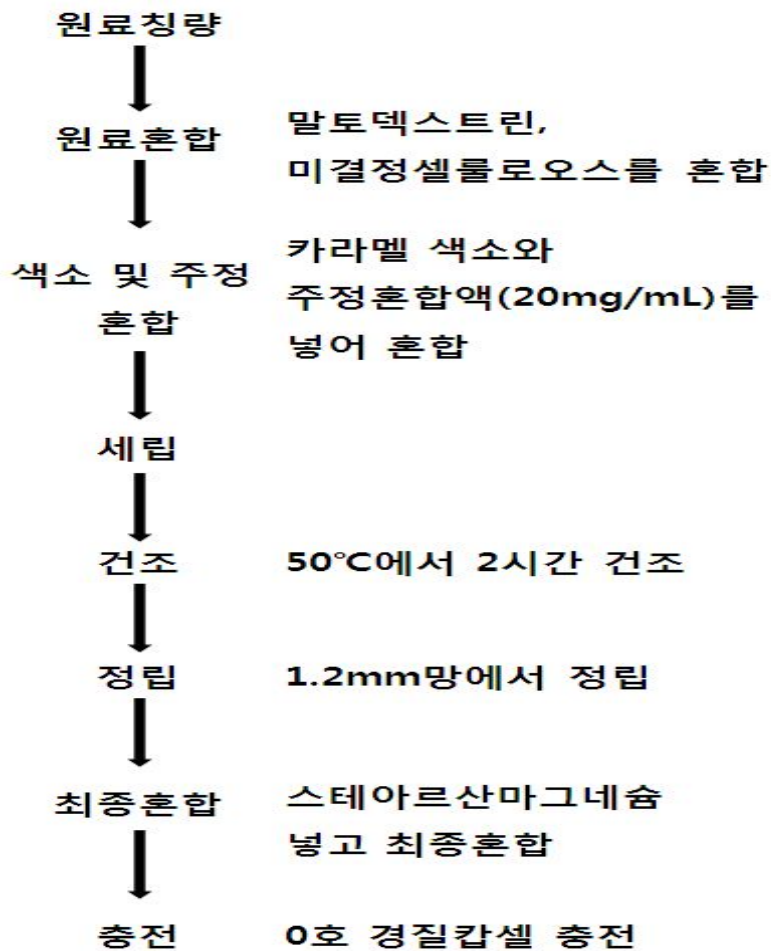 원료칭량
원료혼합
말토덱스트린,
미결정셀룰로오스를 혼합
색소 및 주정
혼합
카라멜 색소와
주정혼합액(20mg/mL)를
넣어 혼합
세립
건조
50℃에서 2시간 건조
정립
1.2mm망에서 정립
최종혼합
스테아르산마그네슘
넣고 최종혼합
충전
0호 경질캅셀 충전